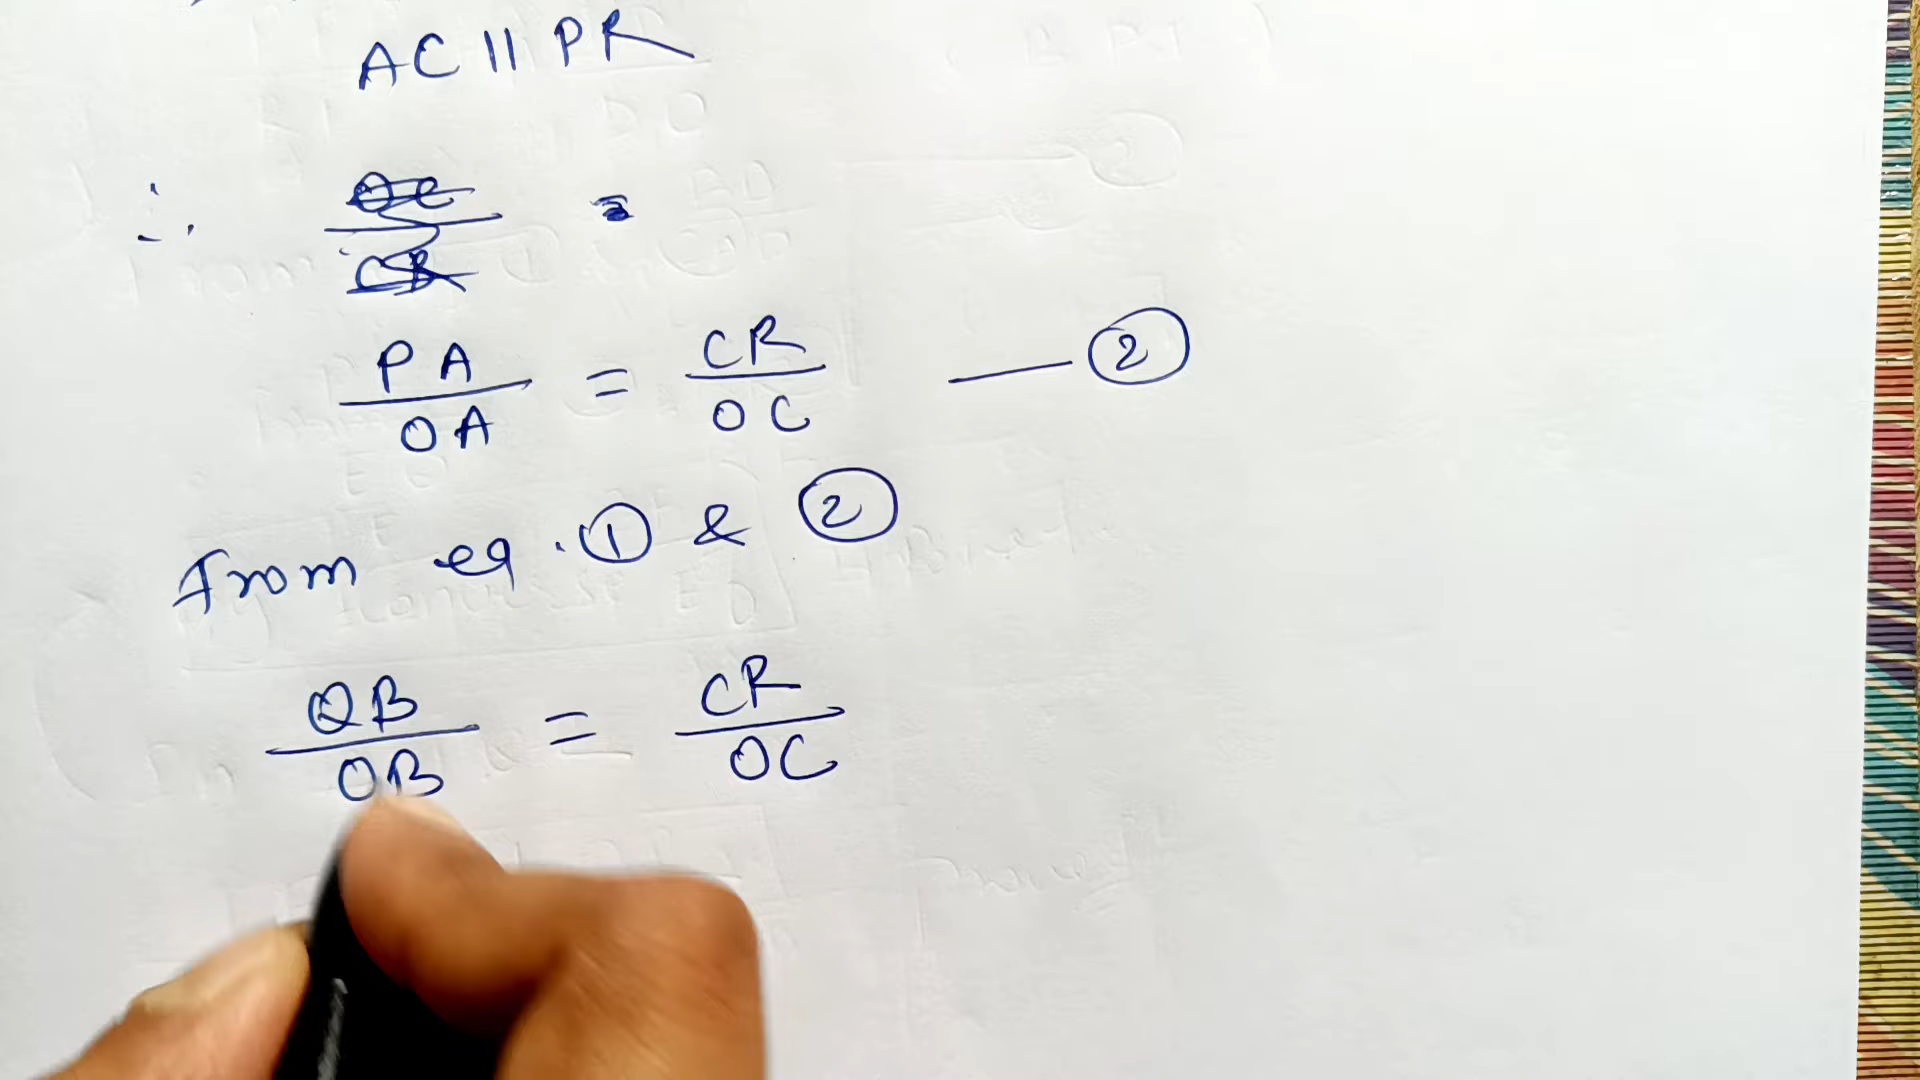 AC || PR
∴ =
PA/OA = CR/OC —— ②
From eq. ① & ②
QB/OB = CR/OC